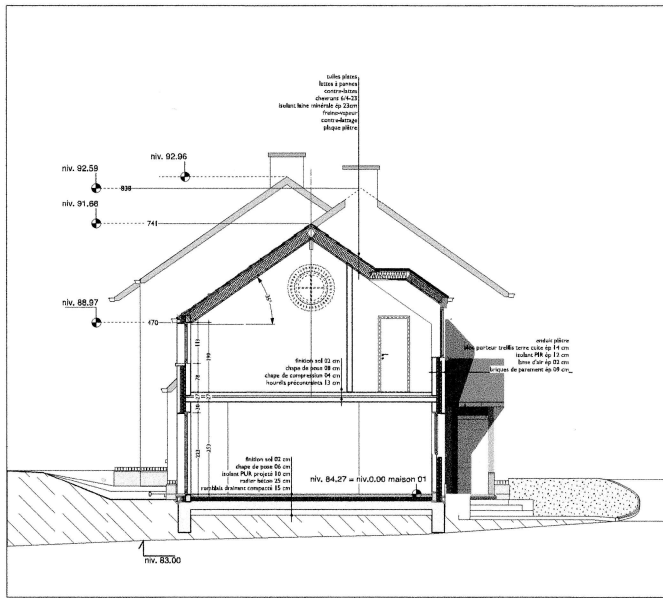 tuiles plates
lattes à pannes
contre-lattes
chevrons 6/4-23
isolant laine minérale ép 23cm
freine-vapeur
contre-lattage
plaque plâtre
niv. 92.96
niv. 92.59
838
niv. 91.68
741
niv. 88.97
470
enduit plâtre
bloc porteur treillis terre cuite ép 14 cm
isolant PIR ép 12 cm
lame d'air ép 02 cm
briques de parement ép 09 cm
finition sol 02 cm
chape de pose 08 cm
chape de compression 04 cm
hourdis précontraints 13 cm
78
finition sol 02 cm
chape de pose 06 cm
isolant PUR projeté 10 cm
radier béton 25 cm
remblais drainant compacté 15 cm
niv. 84.27 = niv.0.00 maison 01
niv. 83.00